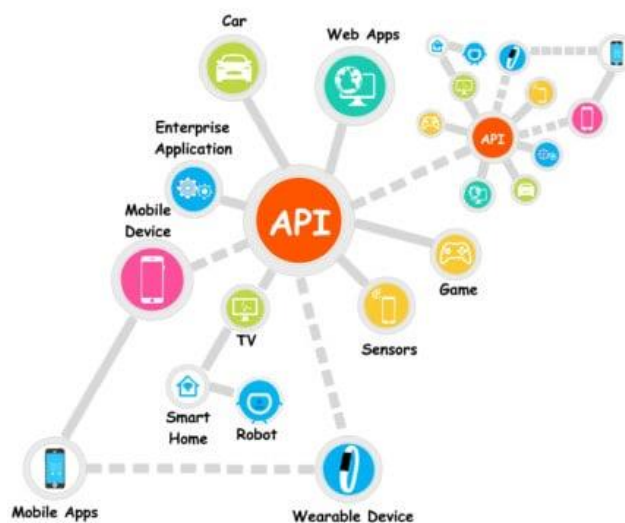 Car
Web Apps
API
Enterprise
Application
Mobile
Device
API
Game
TV
Sensors
Smart
Home
Robot
Mobile Apps
Wearable Device